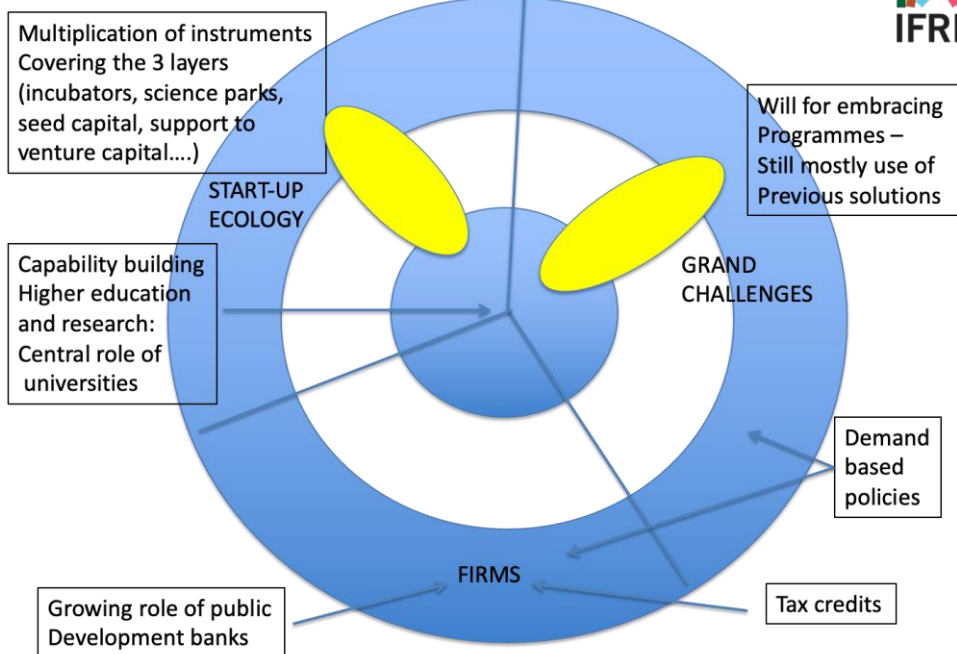 IFRI
Multiplication of instruments
Covering the 3 layers
(incubators, science parks,
seed capital, support to
venture capital....)
Will for embracing
Programmes –
Still mostly use of
Previous solutions
START-UP
ECOLOGY
Capability building
Higher education
and research:
Central role of
universities
GRAND
CHALLENGES
Demand
based
policies
FIRMS
Growing role of public
Development banks
Tax credits